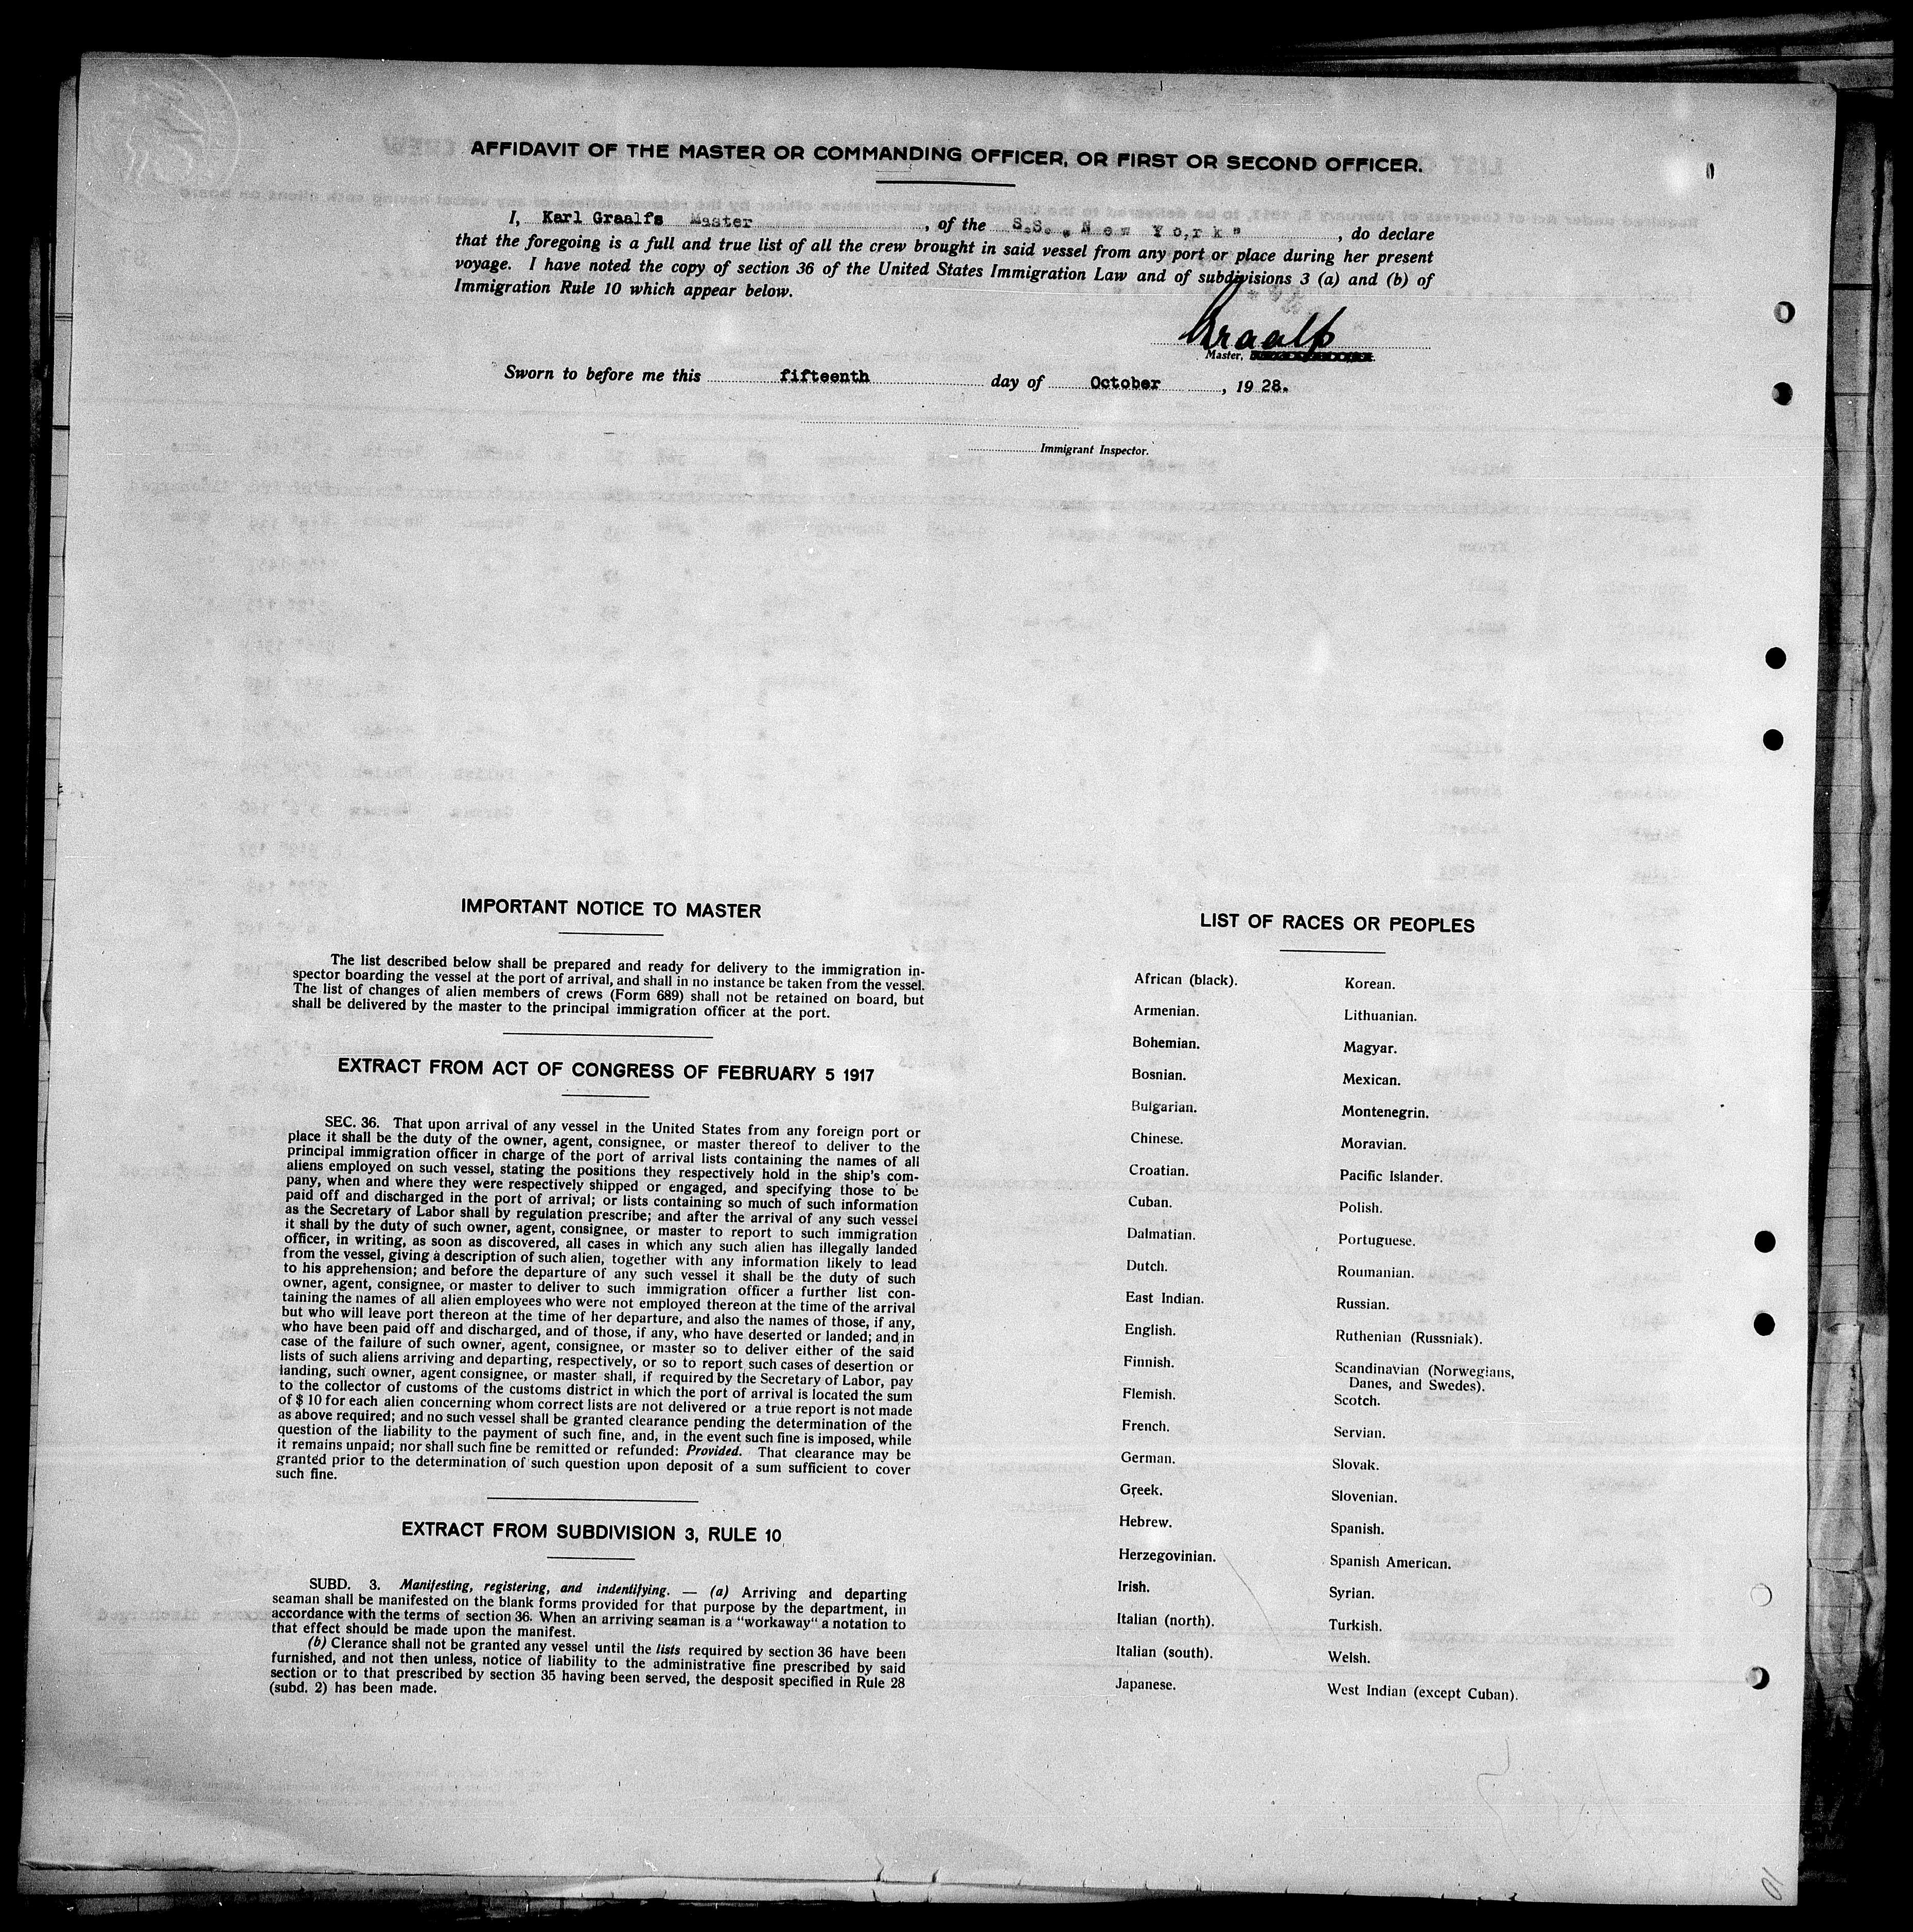 AFFIDAVIT OF THE MASTER OR COMMANDING OFFICER, OR FIRST OR SECOND OFFICER.
I, Karl Graalfs Master, of the S.S. „New York", do declare
that the foregoing is a full and true list of all the crew brought in said vessel from any port or place during her present
voyage. I have noted the copy of section 36 of the United States Immigration Law and of subdivisions 3 (a) and (b) of
Immigration Rule 10 which appear below.
Graalfs
Master,
Sworn to before me this fifteenth day of October, 19 28.
Immigrant Inspector.
IMPORTANT NOTICE TO MASTER
The list described below shall be prepared and ready for delivery to the immigration in-
spector boarding the vessel at the port of arrival, and shall in no instance be taken from the vessel.
The list of changes of alien members of crews (Form 689) shall not be retained on board, but
shall be delivered by the master to the principal immigration officer at the port.
EXTRACT FROM ACT OF CONGRESS OF FEBRUARY 5 1917
SEC. 36. That upon arrival of any vessel in the United States from any foreign port or
place it shall be the duty of the owner, agent, consignee, or master thereof to deliver to the
principal immigration officer in charge of the port of arrival lists containing the names of all
aliens employed on such vessel, stating the positions they respectively hold in the ship's com-
pany, when and where they were respectively shipped or engaged, and specifying those to be
paid off and discharged in the port of arrival; or lists containing so much of such information
as the Secretary of Labor shall by regulation prescribe; and after the arrival of any such vessel
it shall by the duty of such owner, agent, consignee, or master to report to such immigration
officer, in writing, as soon as discovered, all cases in which any such alien has illegally landed
from the vessel, giving a description of such alien, together with any information likely to lead
to his apprehension; and before the departure of any such vessel it shall be the duty of such
owner, agent, consignee, or master to deliver to such immigration officer a further list con-
taining the names of all alien employees who were not employed thereon at the time of the arrival
but who will leave port thereon at the time of her departure, and also the names of those, if any,
who have been paid off and discharged, and of those, if any, who have deserted or landed; and in
case of the failure of such owner, agent, consignee, or master so to deliver either of the said
lists of such aliens arriving and departing, respectively, or so to report such cases of desertion or
landing, such owner, agent consignee, or master shall, if required by the Secretary of Labor, pay
to the collector of customs of the customs district in which the port of arrival is located the sum
of $ 10 for each alien concerning whom correct lists are not delivered or a true report is not made
as above required; and no such vessel shall be granted clearance pending the determination of the
question of the liability to the payment of such fine, and, in the event such fine is imposed, while
it remains unpaid; nor shall such fine be remitted or refunded: Provided. That clearance may be
granted prior to the determination of such question upon deposit of a sum sufficient to cover
such fine.
EXTRACT FROM SUBDIVISION 3, RULE 10
SUBD. 3. Manifesting, registering, and indentifying. — (a) Arriving and departing
seaman shall be manifested on the blank forms provided for that purpose by the department, in
accordance with the terms of section 36. When an arriving seaman is a "workaway" a notation to
that effect should be made upon the manifest.
(b) Clerance shall not be granted any vessel until the lists required by section 36 have been
furnished, and not then unless, notice of liability to the administrative fine prescribed by said
section or to that prescribed by section 35 having been served, the desposit specified in Rule 28
(subd. 2) has been made.
LIST OF RACES OR PEOPLES
African (black).
Armenian.
Bohemian.
Bosnian.
Bulgarian.
Chinese.
Croatian.
Cuban.
Dalmatian.
Dutch.
East Indian.
English.
Finnish.
Flemish.
French.
German.
Greek.
Hebrew.
Herzegovinian.
Irish.
Italian (north).
Italian (south).
Japanese.
Korean.
Lithuanian.
Magyar.
Mexican.
Montenegrin.
Moravian.
Pacific Islander.
Polish.
Portuguese.
Roumanian.
Russian.
Ruthenian (Russniak).
Scandinavian (Norwegians,
Danes, and Swedes).
Scotch.
Servian.
Slovak.
Slovenian.
Spanish.
Spanish American.
Syrian.
Turkish.
Welsh.
West Indian (except Cuban).
10